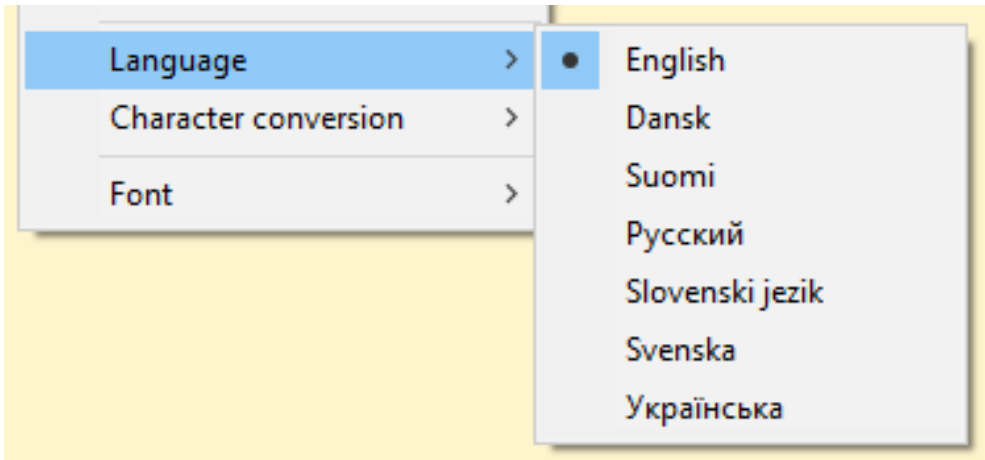 Language
Character conversion
Font
English
Dansk
Suomi
Русский
Slovenski jezik
Svenska
Українська